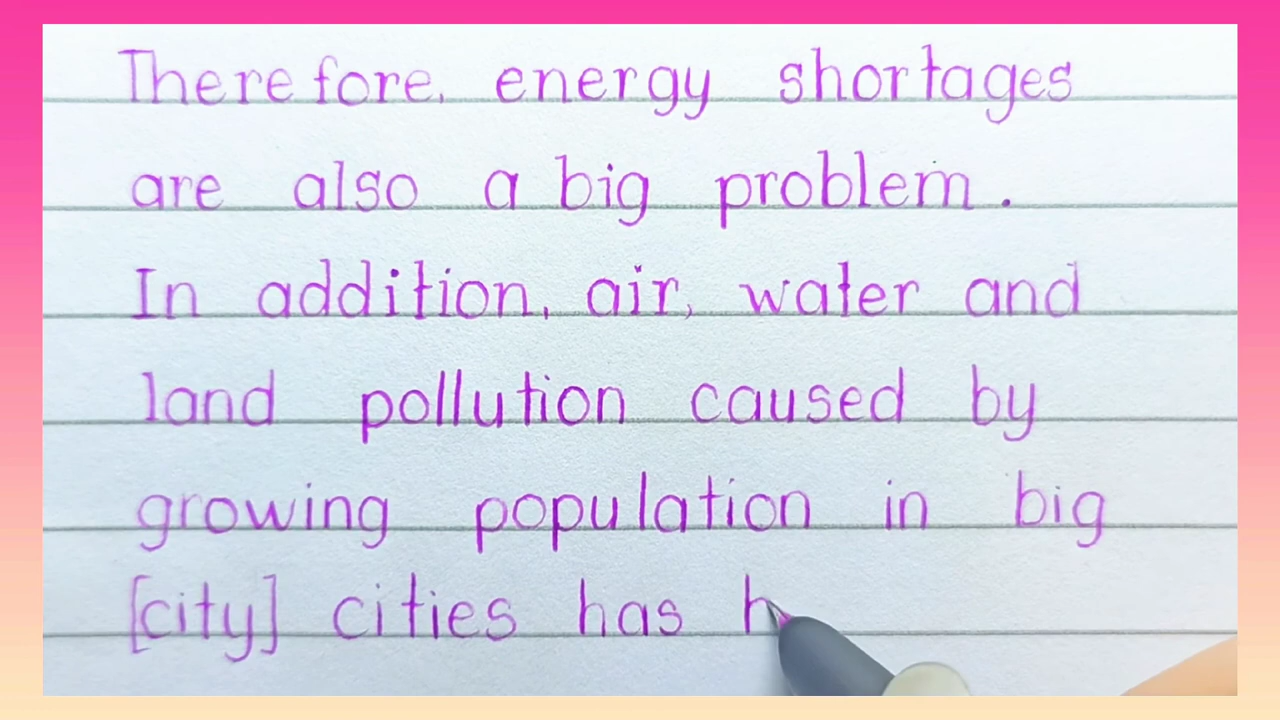 Therefore, energy shortages
are also a big problem.
In addition, air, water and
land pollution caused by
growing population in big
[city] cities has